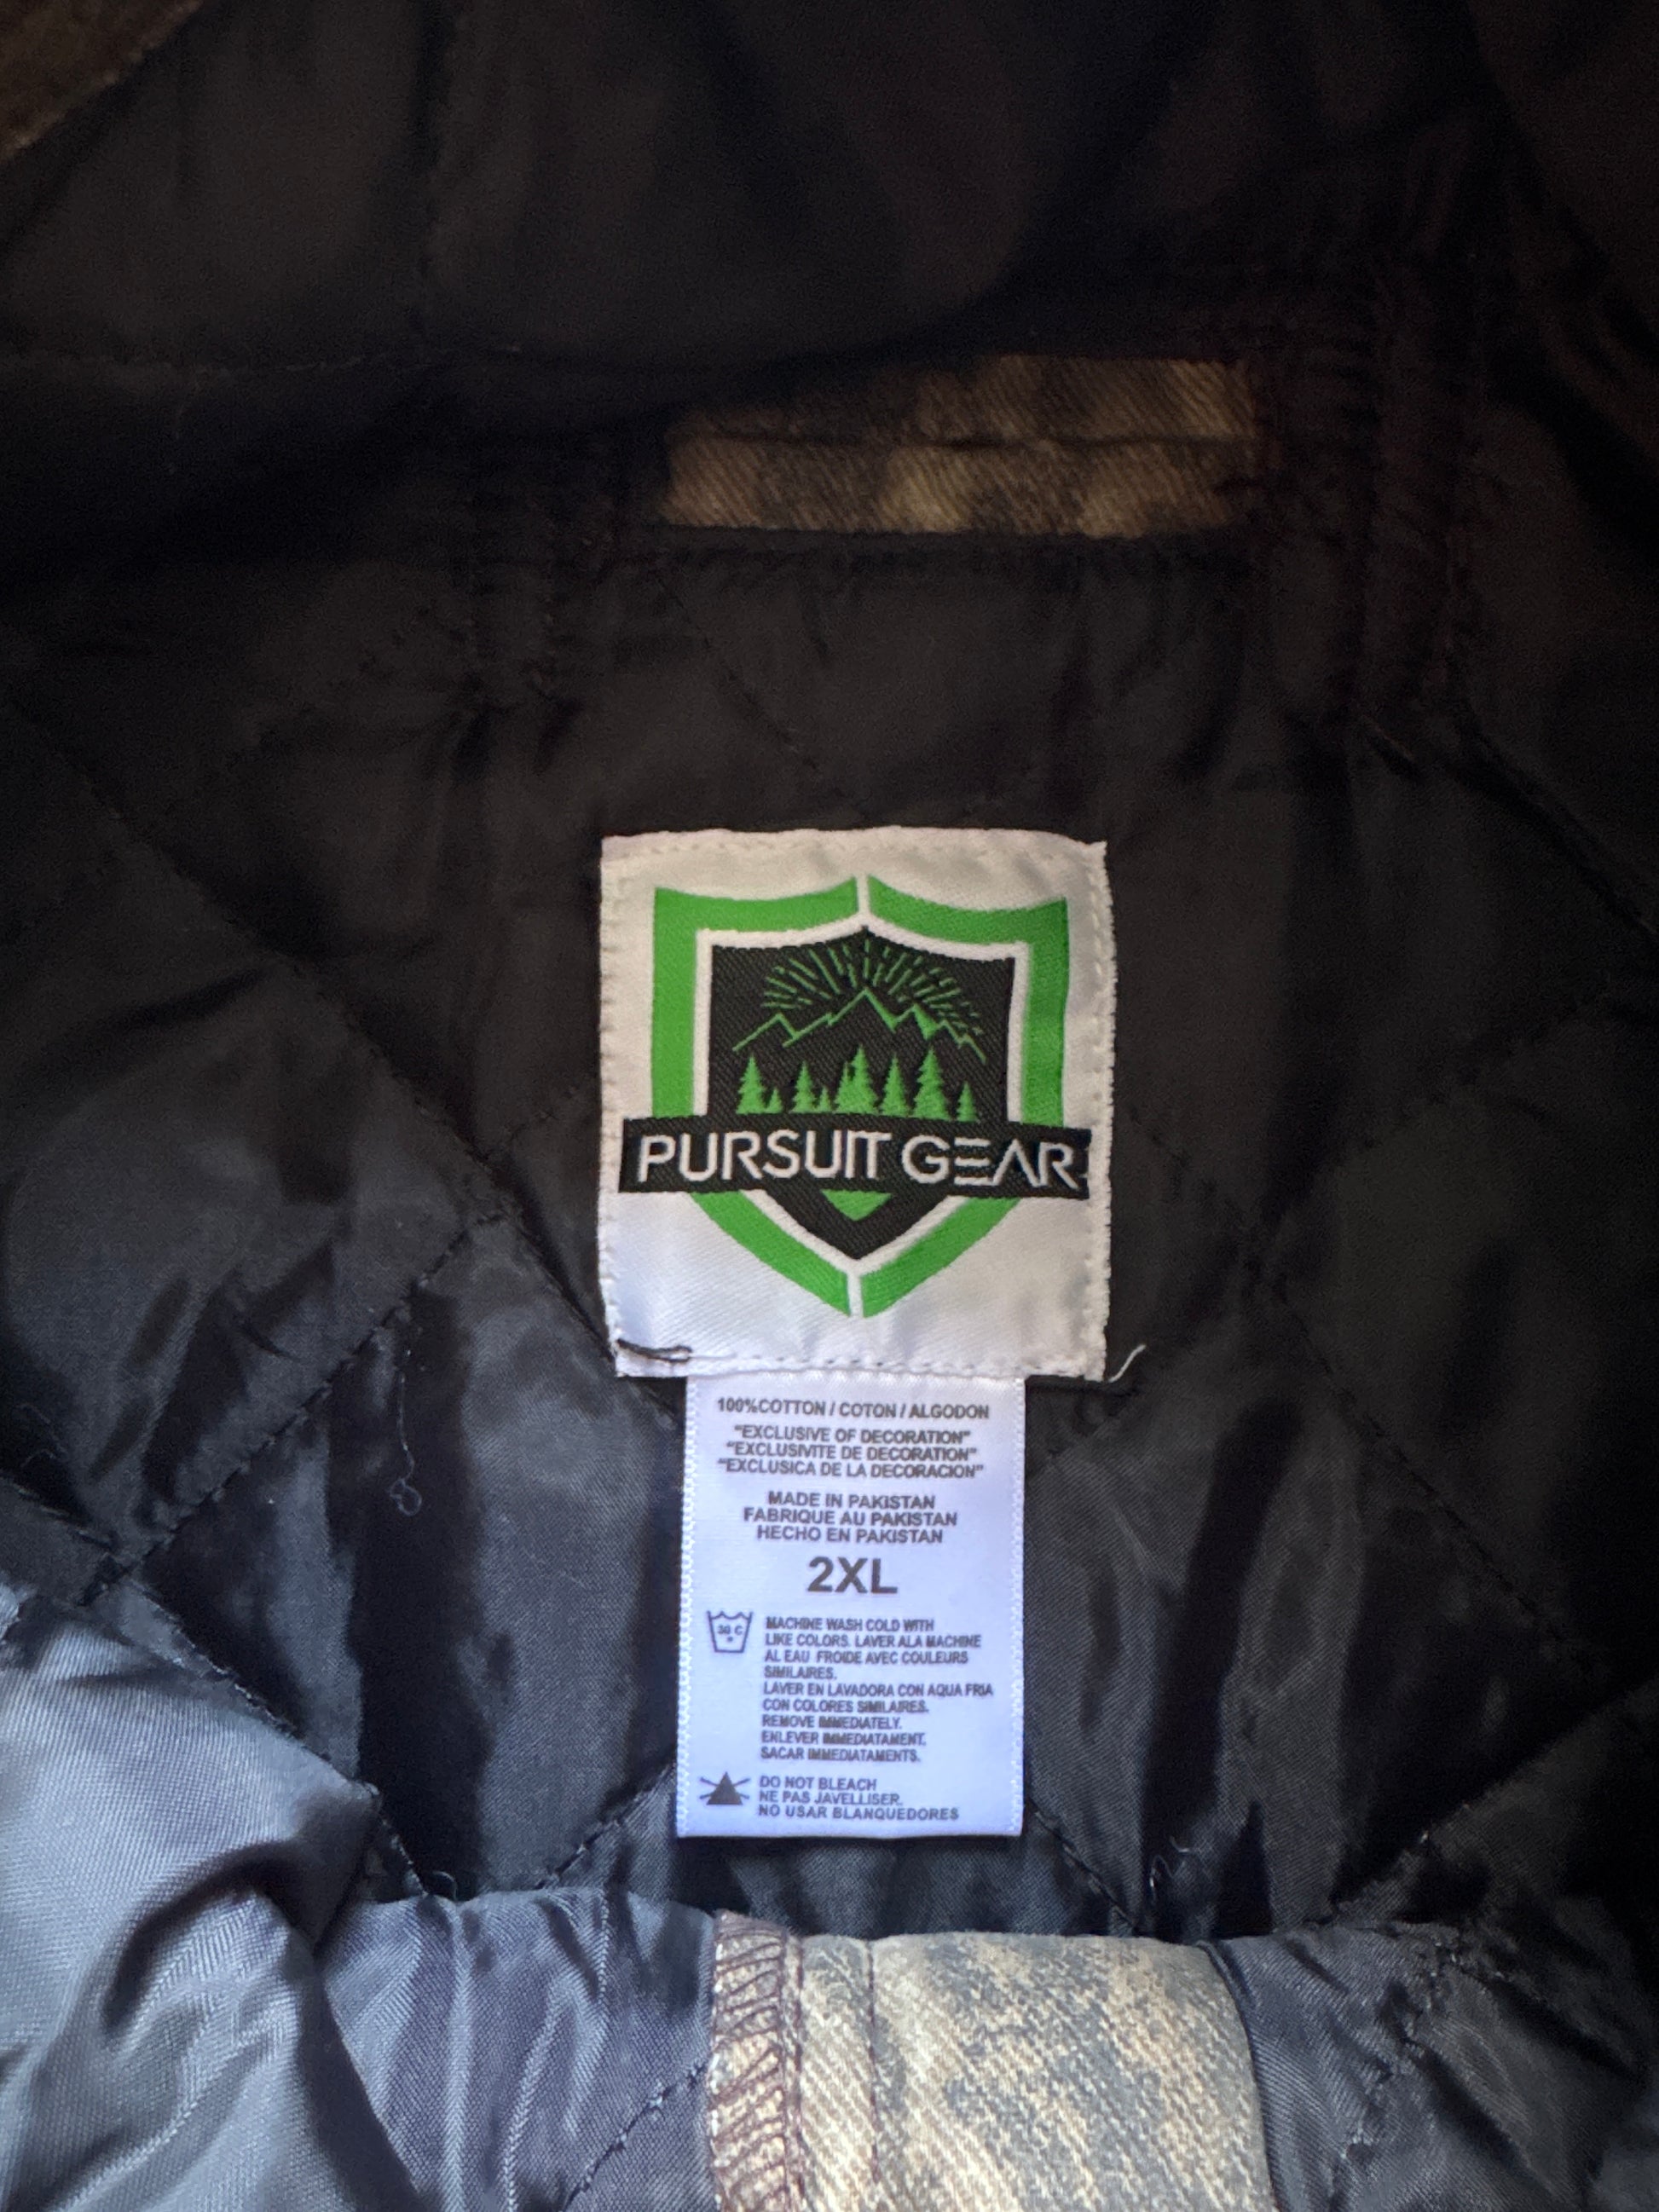 PURSUIT GEAR
100%COTTON / COTON / ALGODON
"EXCLUSIVE OF DECORATION"
"EXCLUSIVITE DE DECORATION"
"EXCLUSICA DE LA DECORACION"
MADE IN PAKISTAN
FABRIQUE AU PAKISTAN
HECHO EN PAKISTAN
2XL
30 C
MACHINE WASH COLD WITH
LIKE COLORS. LAVER ALA MACHINE
AL EAU FROIDE AVEC COULEURS
SIMILAIRES.
LAVER EN LAVADORA CON AQUA FRIA
CON COLORES SIMILAIRES.
REMOVE IMMEDIATELY.
ENLEVER IMMEDIATAMENT.
SACAR IMMEDIATAMENTS.
DO NOT BLEACH
NE PAS JAVELLISER.
NO USAR BLANQUEDORES